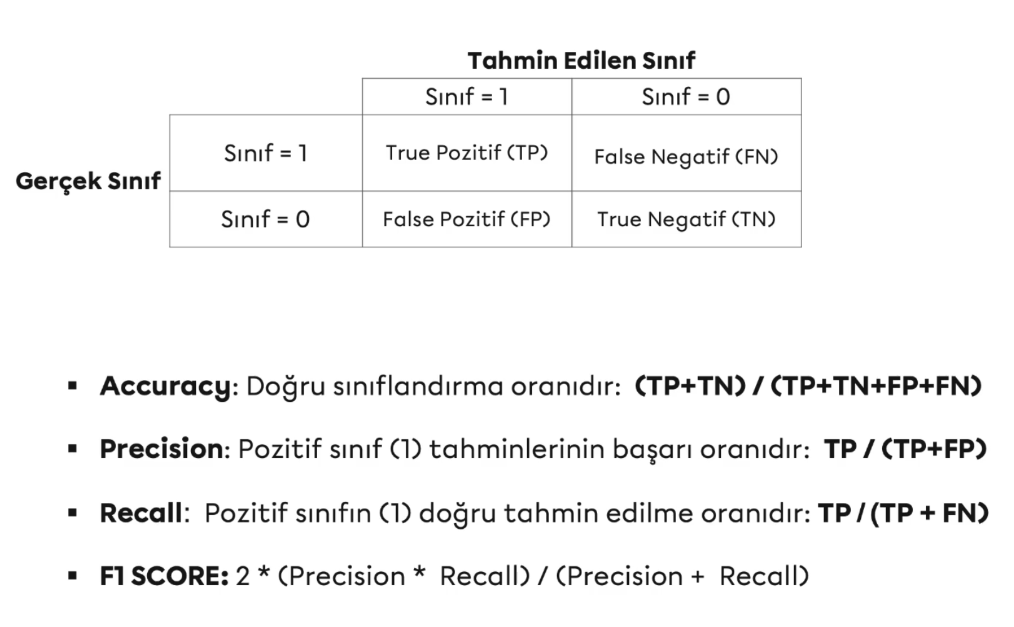 Tahmin Edilen Sınıf
Sınıf = 1 Sınıf = 0
Gerçek Sınıf
Sınıf = 1 True Pozitif (TP) False Negatif (FN)
Sınıf = 0 False Pozitif (FP) True Negatif (TN)
▪ Accuracy: Doğru sınıflandırma oranıdır: (TP+TN) / (TP+TN+FP+FN)
▪ Precision: Pozitif sınıf (1) tahminlerinin başarı oranıdır: TP / (TP+FP)
▪ Recall: Pozitif sınıfın (1) doğru tahmin edilme oranıdır: TP / (TP + FN)
▪ F1 SCORE: 2 * (Precision * Recall) / (Precision + Recall)